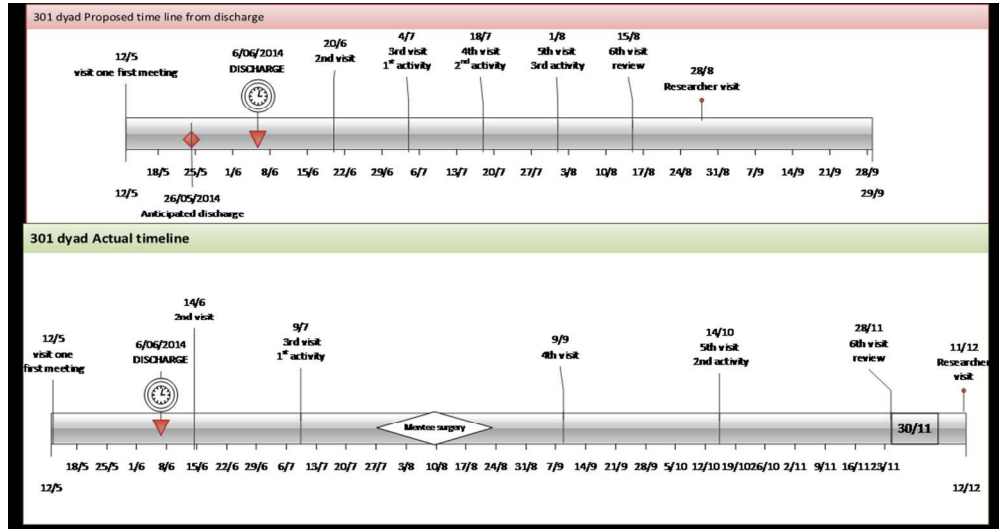 301 dyad Proposed time line from discharge
12/5
visit one first meeting
6/06/2014
DISCHARGE
20/6
2nd visit
4/7
3rd visit
1st activity
18/7
4th visit
2nd activity
1/8
5th visit
3rd activity
15/8
6th visit
review
28/8
Researcher visit
18/5 25/5 1/6 8/6 15/6 22/6 29/6 6/7 13/7 20/7 27/7 3/8 10/8 17/8 24/8 31/8 7/9 14/9 21/9 28/9
12/5
29/9
26/05/2014
Anticipated discharge
301 dyad Actual timeline
12/5
visit one
first meeting
6/06/2014
DISCHARGE
14/6
2nd visit
9/7
3rd visit
1st activity
9/9
4th visit
14/10
5th visit
2nd activity
28/11
6th visit
review
11/12
Researcher
visit
Mentee surgery
30/11
18/5 25/5 1/6 8/6 15/6 22/6 29/6 6/7 13/7 20/7 27/7 3/8 10/8 17/8 24/8 31/8 7/9 14/9 21/9 28/9 5/10 12/10 19/10 26/10 2/11 9/11 16/11 23/11
12/5
12/12